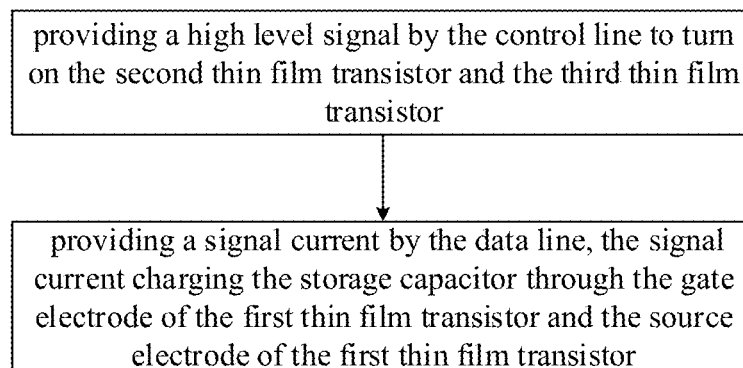 providing a high level signal by the control line to turn
on the second thin film transistor and the third thin film
transistor
providing a signal current by the data line, the signal
current charging the storage capacitor through the gate
electrode of the first thin film transistor and the source
electrode of the first thin film transistor